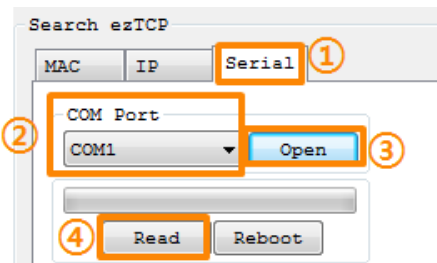 Search ezTCP
MAC IP Serial ①
COM Port
② COM1 Open ③
④ Read Reboot